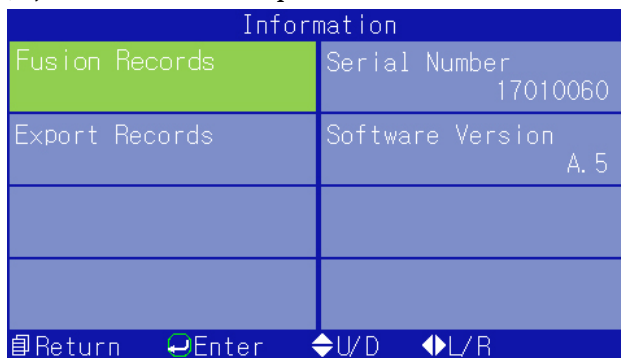 Information
Fusion Records
Serial Number
17010060
Export Records
Software Version
A.5
Return Enter U/D L/R